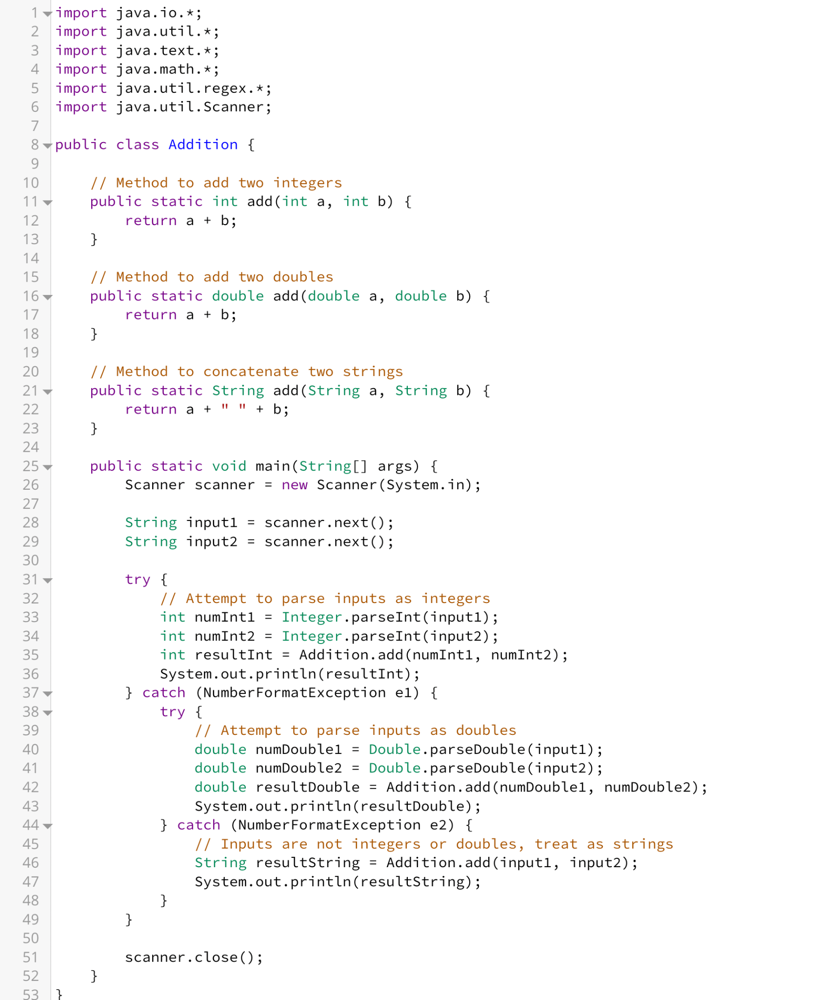 1 import java.io.*;
2 import java.util.*;
3 import java.text.*;
4 import java.math.*;
5 import java.util.regex.*;
6 import java.util.Scanner;
7
8 public class Addition {
9
10     // Method to add two integers
11     public static int add(int a, int b) {
12         return a + b;
13     }
14
15     // Method to add two doubles
16     public static double add(double a, double b) {
17         return a + b;
18     }
19
20     // Method to concatenate two strings
21     public static String add(String a, String b) {
22         return a + " " + b;
23     }
24
25     public static void main(String[] args) {
26         Scanner scanner = new Scanner(System.in);
27
28         String input1 = scanner.next();
29         String input2 = scanner.next();
30
31         try {
32             // Attempt to parse inputs as integers
33             int numInt1 = Integer.parseInt(input1);
34             int numInt2 = Integer.parseInt(input2);
35             int resultInt = Addition.add(numInt1, numInt2);
36             System.out.println(resultInt);
37         } catch (NumberFormatException e1) {
38             try {
39                 // Attempt to parse inputs as doubles
40                 double numDouble1 = Double.parseDouble(input1);
41                 double numDouble2 = Double.parseDouble(input2);
42                 double resultDouble = Addition.add(numDouble1, numDouble2);
43                 System.out.println(resultDouble);
44             } catch (NumberFormatException e2) {
45                 // Inputs are not integers or doubles, treat as strings
46                 String resultString = Addition.add(input1, input2);
47                 System.out.println(resultString);
48             }
49         }
50
51         scanner.close();
52     }
53 }